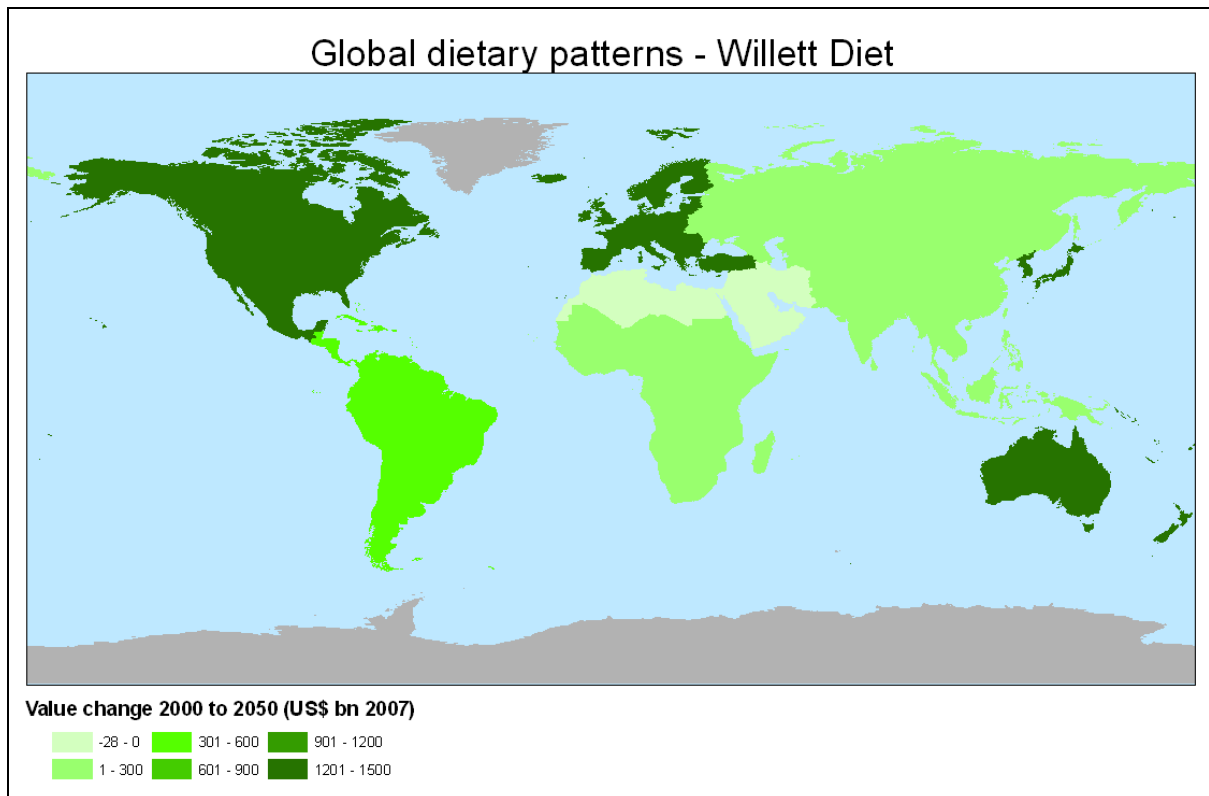 Global dietary patterns - Willett Diet
Value change 2000 to 2050 (US$ bn 2007)
-28 - 0 301 - 600 901 - 1200
1 - 300 601 - 900 1201 - 1500